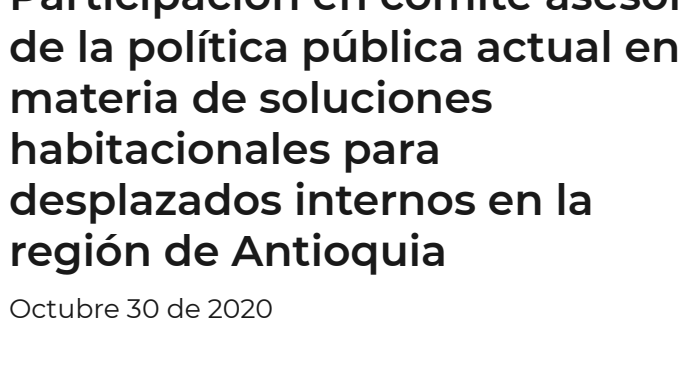 Participación en comité asesor
de la política pública actual en
materia de soluciones
habitacionales para
desplazados internos en la
región de Antioquia
Octubre 30 de 2020